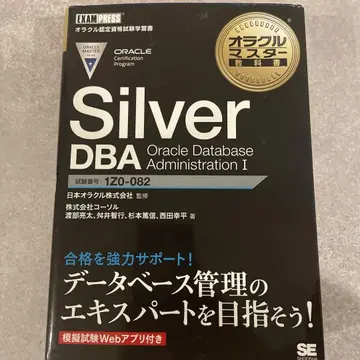 EXAMPRESS
オラクル認定資格試験学習書
ORACLE MASTER
ORACLE
Certification
Program
オラクル
マスター
教科書
Silver
DBA Oracle Database
Administration I
試験番号 1Z0-082
日本オラクル株式会社 監修
株式会社コーソル
渡部亮太、舛井智行、杉本篤信、西田幸平 著
合格を強力サポート!
データベース管理の
エキスパートを目指そう!
模擬試験Webアプリ付き
SE
SHOEISHA